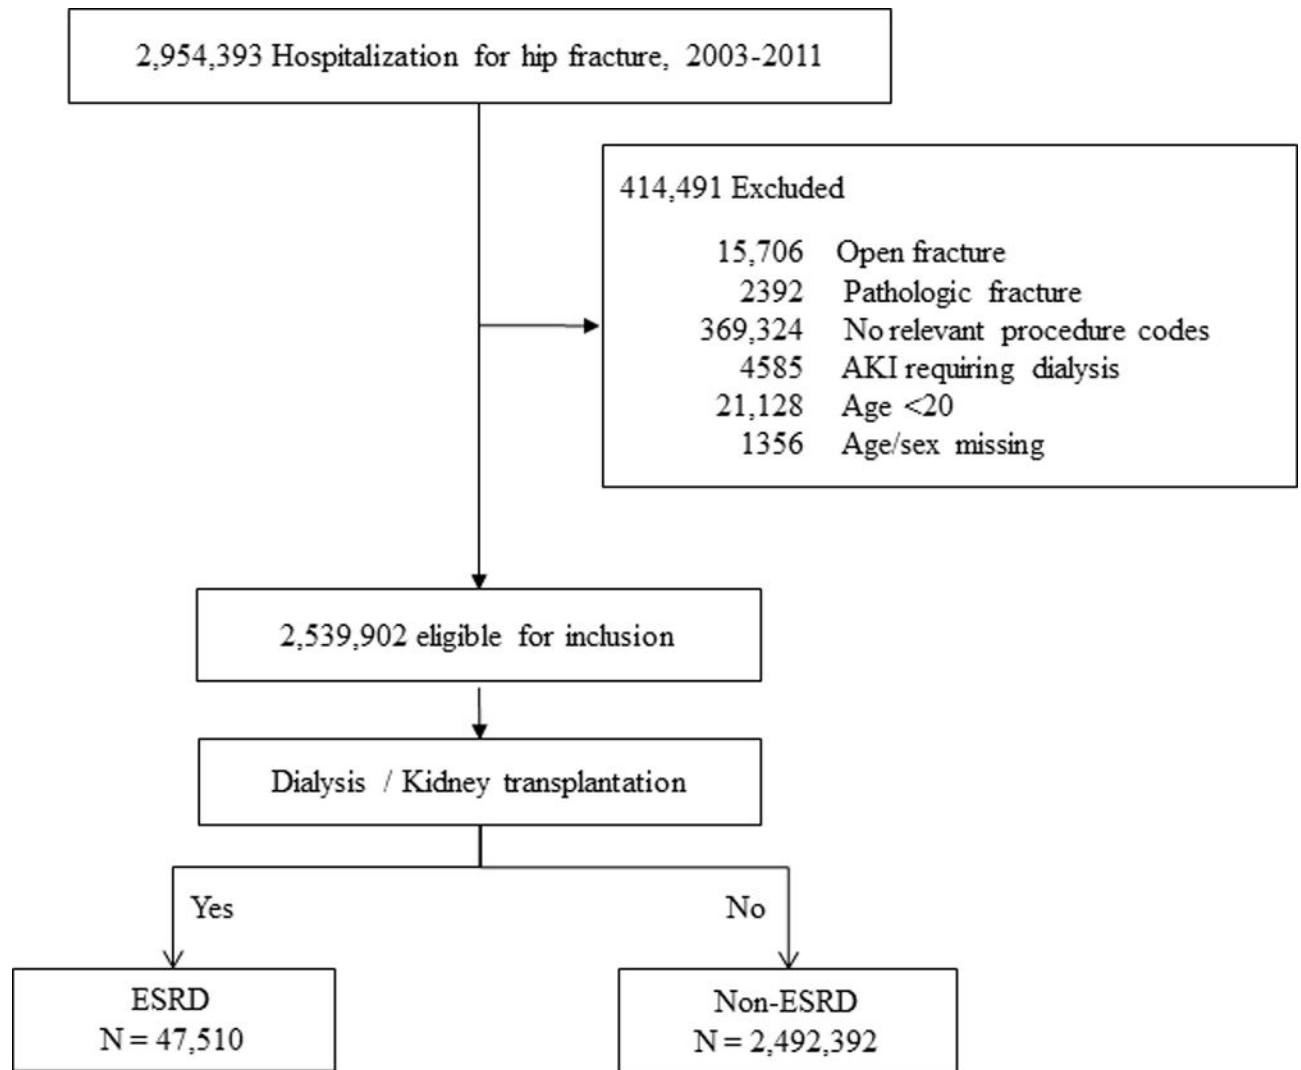 2,954,393 Hospitalization for hip fracture, 2003-2011
414,491 Excluded
15,706 Open fracture
2392 Pathologic fracture
369,324 No relevant procedure codes
4585 AKI requiring dialysis
21,128 Age <20
1356 Age/sex missing
2,539,902 eligible for inclusion
Dialysis / Kidney transplantation
Yes
No
ESRD
N = 47,510
Non-ESRD
N = 2,492,392